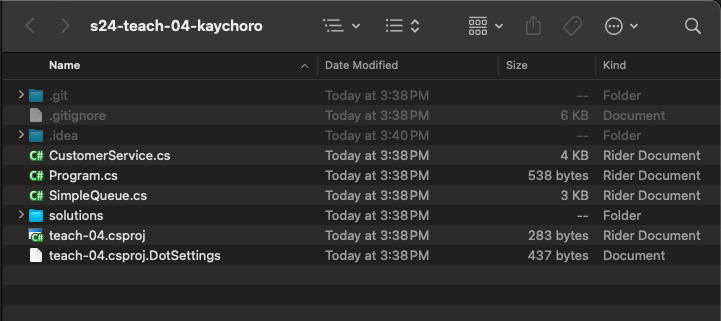 s24-teach-04-kaychoro
Name Date Modified Size Kind
.git Today at 3:38 PM -- Folder
.gitignore Today at 3:38 PM 6 KB Document
.idea Today at 3:40 PM -- Folder
C# CustomerService.cs Today at 3:38 PM 4 KB Rider Document
C# Program.cs Today at 3:38 PM 538 bytes Rider Document
C# SimpleQueue.cs Today at 3:38 PM 3 KB Rider Document
solutions Today at 3:38 PM -- Folder
C# teach-04.csproj Today at 3:38 PM 283 bytes Rider Document
teach-04.csproj.DotSettings Today at 3:38 PM 437 bytes Document